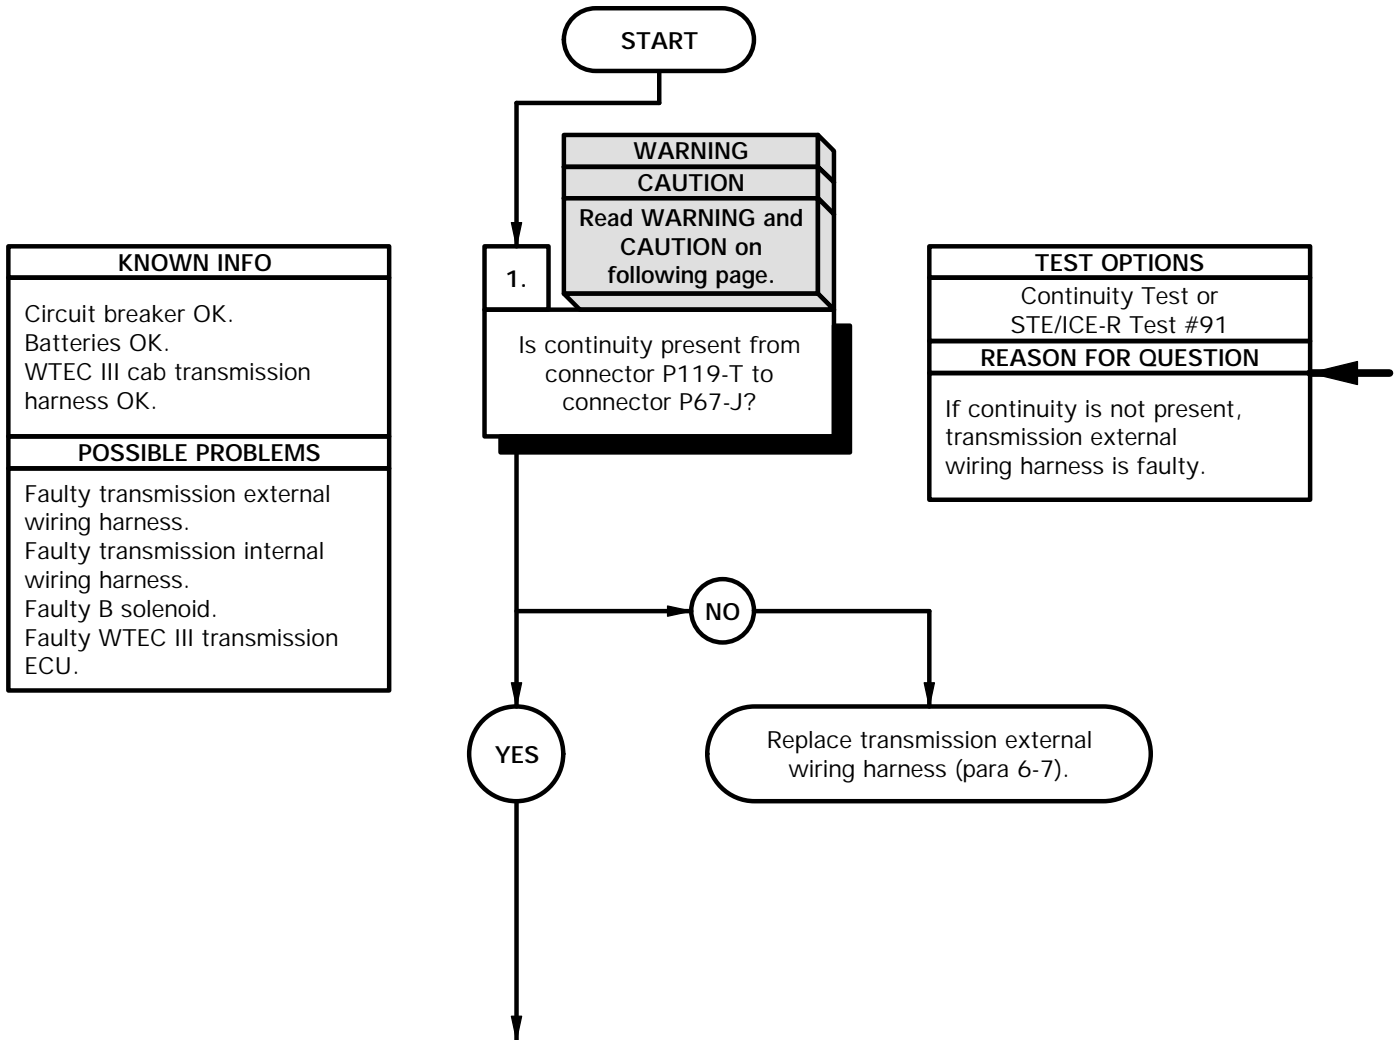 START
WARNING
CAUTION
Read WARNING and
CAUTION on
following page.
1.
Is continuity present from
connector P119-T to
connector P67-J?
KNOWN INFO
Circuit breaker OK.
Batteries OK.
WTEC III cab transmission
harness OK.
POSSIBLE PROBLEMS
Faulty transmission external
wiring harness.
Faulty transmission internal
wiring harness.
Faulty B solenoid.
Faulty WTEC III transmission
ECU.
TEST OPTIONS
Continuity Test or
STE/ICE-R Test #91
REASON FOR QUESTION
If continuity is not present,
transmission external
wiring harness is faulty.
NO
YES
Replace transmission external
wiring harness (para 6-7).